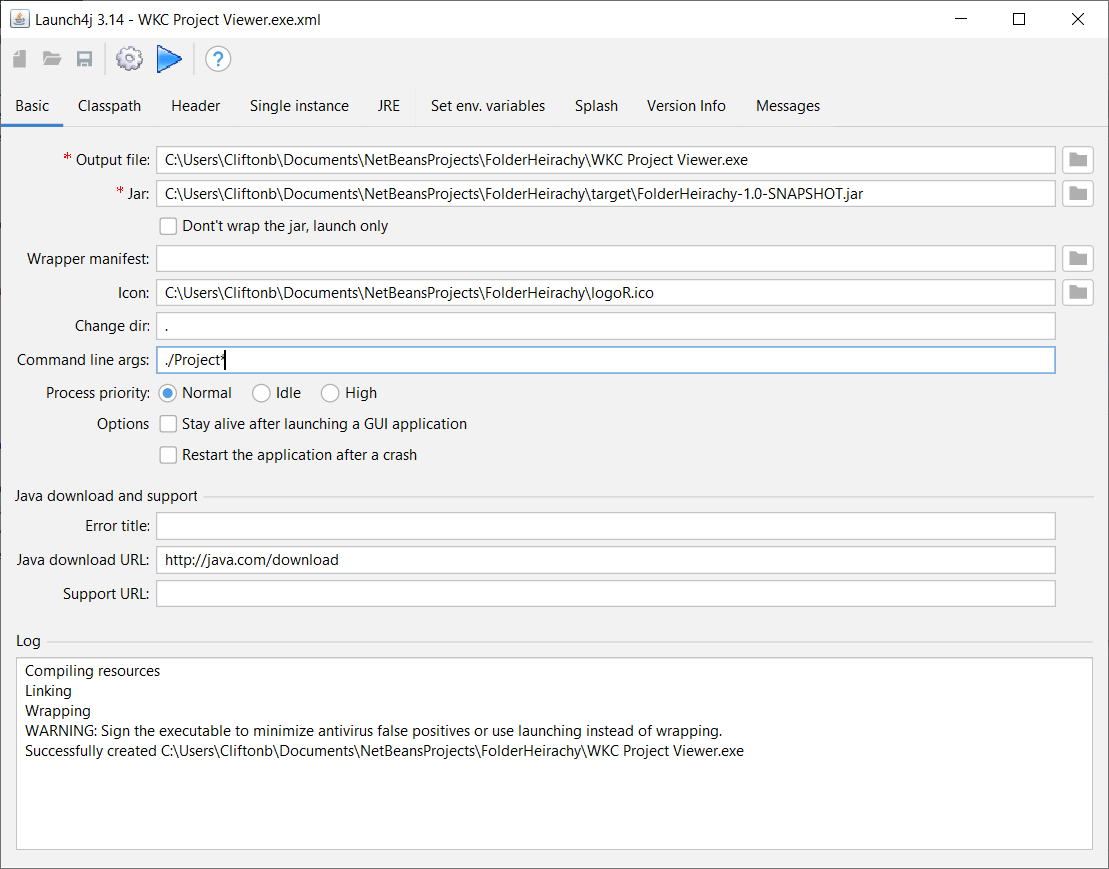 Launch4j 3.14 - WKC Project Viewer.exe.xml
?
Basic Classpath Header Single instance JRE Set env. variables Splash Version Info Messages
* Output file: C:\Users\Cliftonb\Documents\NetBeansProjects\FolderHeirachy\WKC Project Viewer.exe
* Jar: C:\Users\Cliftonb\Documents\NetBeansProjects\FolderHeirachy\target\FolderHeirachy-1.0-SNAPSHOT.jar
Dont't wrap the jar, launch only
Wrapper manifest:
Icon: C:\Users\Cliftonb\Documents\NetBeansProjects\FolderHeirachy\logoR.ico
Change dir: .
Command line args: ./Project*
Process priority: Normal Idle High
Options Stay alive after launching a GUI application
Restart the application after a crash
Java download and support
Error title:
Java download URL: http://java.com/download
Support URL:
Log
Compiling resources
Linking
Wrapping
WARNING: Sign the executable to minimize antivirus false positives or use launching instead of wrapping.
Successfully created C:\Users\Cliftonb\Documents\NetBeansProjects\FolderHeirachy\WKC Project Viewer.exe